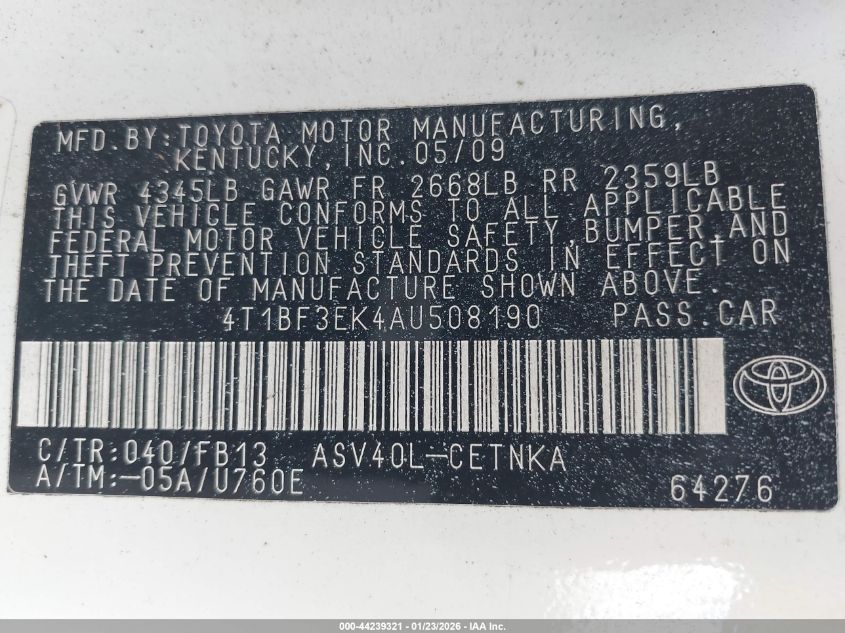 MFD. BY: TOYOTA MOTOR MANUFACTURING,
KENTUCKY, INC. 05/09
GVWR 4345LB GAWR FR 2668LB RR 2359LB
THIS VEHICLE CONFORMS TO ALL APPLICABLE
FEDERAL MOTOR VEHICLE SAFETY, BUMPER, AND
THEFT PREVENTION STANDARDS IN EFFECT ON
THE DATE OF MANUFACTURE SHOWN ABOVE.
4T1BF3EK4AU508190 PASS. CAR
C/TR: 040/FB13 ASV40L-CETNKA
A/TM: -05A/U760E 64276
000-44239321 | 01/23/2026 | IAA Inc.